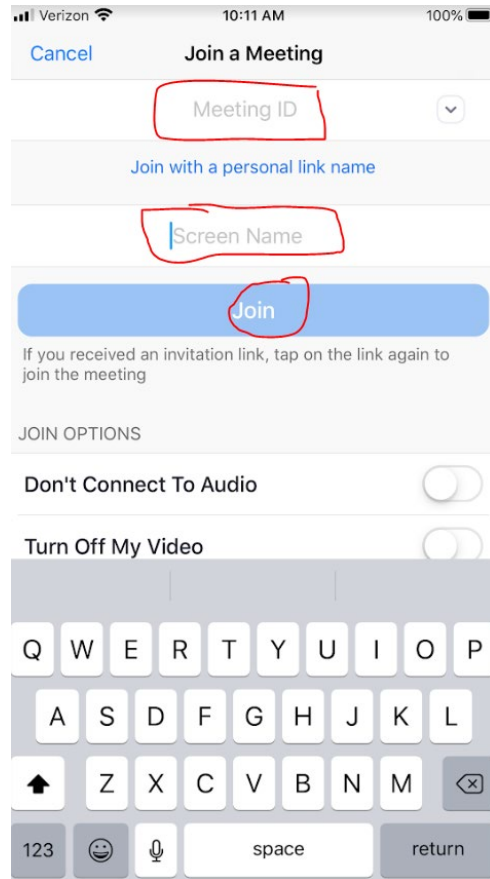 Verizon 10:11 AM 100%
Cancel Join a Meeting
Meeting ID
Join with a personal link name
Screen Name
Join
If you received an invitation link, tap on the link again to
join the meeting
JOIN OPTIONS
Don't Connect To Audio
Turn Off My Video
Q W E R T Y U I O P
A S D F G H J K L
Z X C V B N M
123 space return